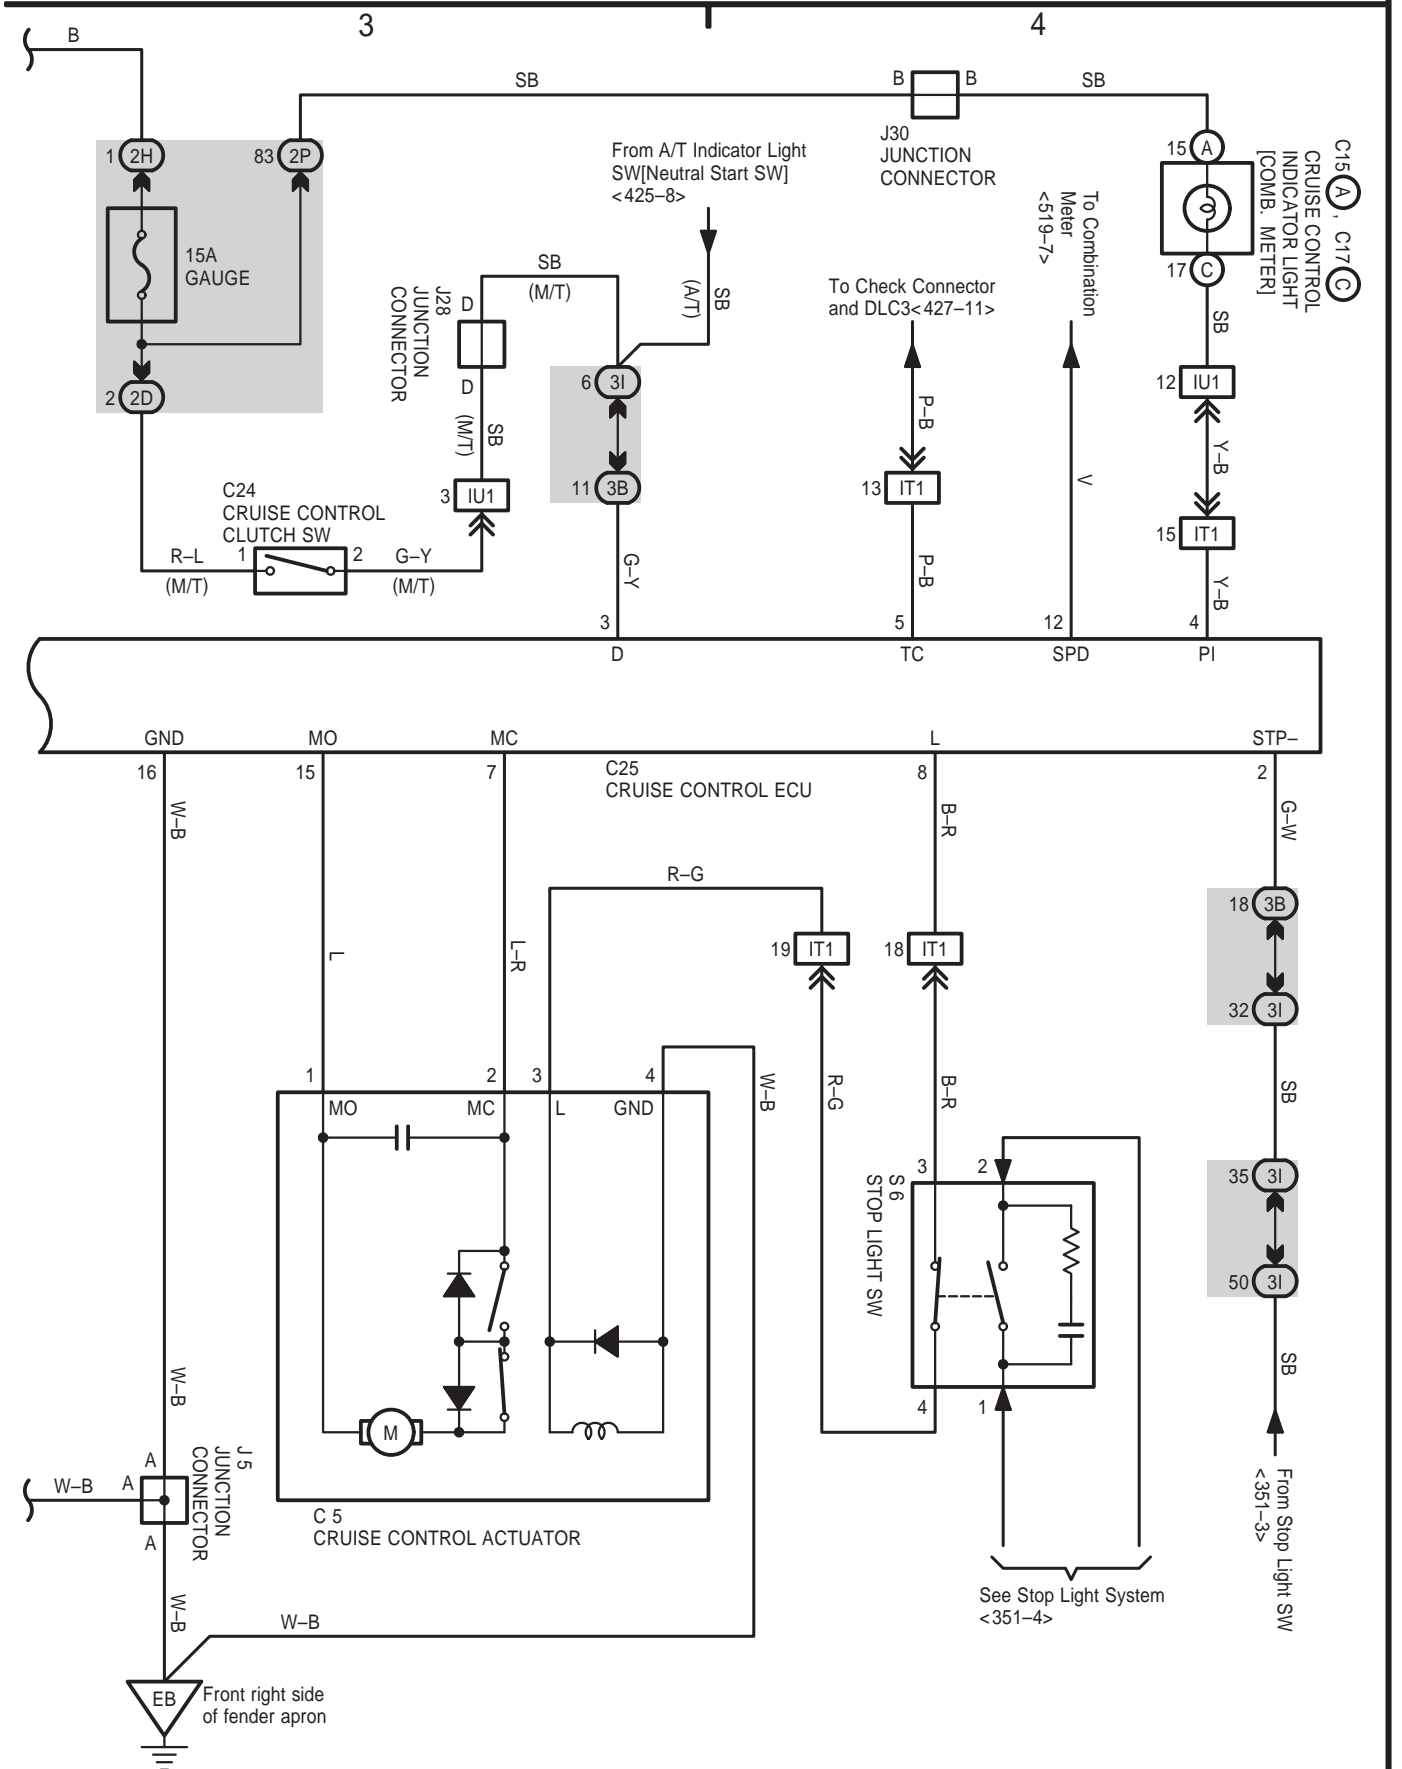 3
4
B
SB
B
B
SB
J30
JUNCTION
CONNECTOR
1
2H
83
2P
15A
GAUGE
2
2D
From A/T Indicator Light
SW[Neutral Start SW]
<425–8>
SB
(A/T)
SB
(M/T)
D
D
J28
JUNCTION
CONNECTOR
SB
(M/T)
3
IU1
6
3I
11
3B
G–Y
3
To Check Connector
and DLC3<427–11>
P–B
13
IT1
P–B
5
To Combination
Meter
<519–7>
V
12
15
A
17
C
C15 A , C17 C
CRUISE CONTROL
INDICATOR LIGHT
[COMB. METER]
SB
12
IU1
Y–B
15
IT1
Y–B
4
C24
CRUISE CONTROL
CLUTCH SW
R–L
(M/T)
1
2
G–Y
(M/T)
D
TC
SPD
PI
GND
MO
MC
L
STP–
16
15
7
C25
CRUISE CONTROL ECU
8
2
W–B
L
L–R
R–G
B–R
G–W
19
IT1
18
IT1
18
3B
32
3I
SB
35
3I
50
3I
SB
From Stop Light SW
<351–3>
1
2
3
4
MO
MC
L
GND
W–B
R–G
B–R
M
C 5
CRUISE CONTROL ACTUATOR
S 6
STOP LIGHT SW
3
2
4
1
See Stop Light System
<351–4>
W–B
A
W–B
A
A
J 5
JUNCTION
CONNECTOR
W–B
W–B
EB
Front right side
of fender apron